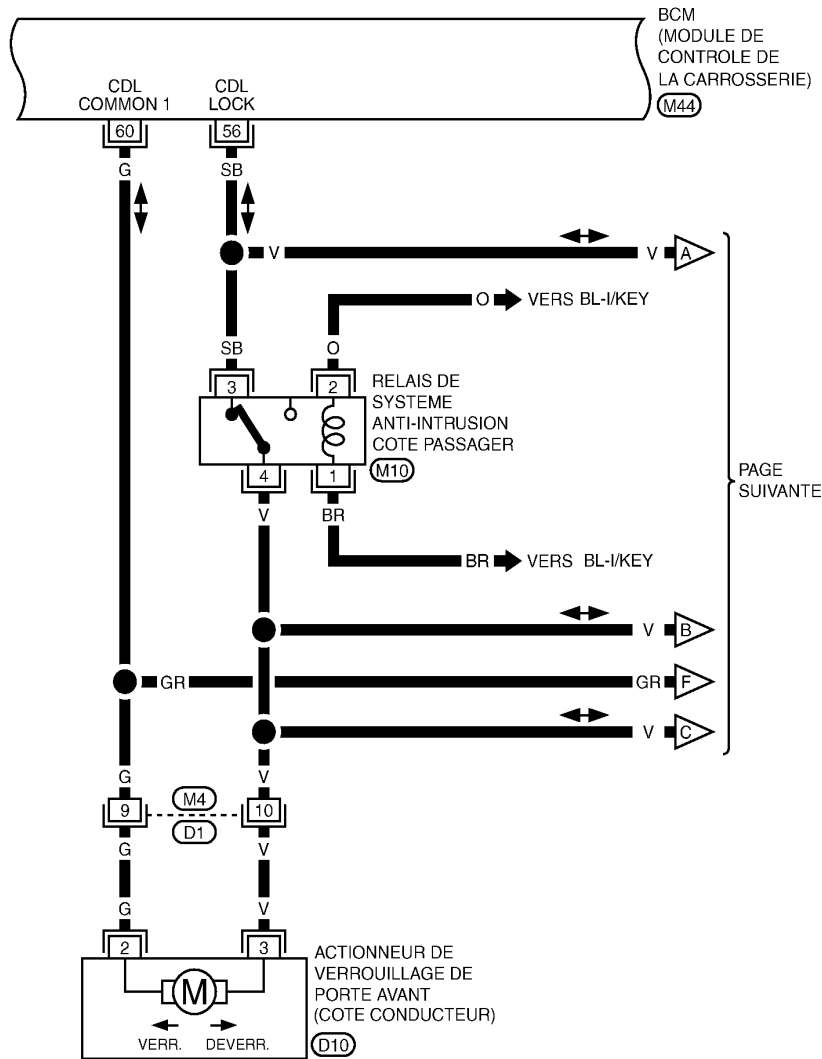 BCM
(MODULE DE
CONTROLE DE
LA CARROSSERIE)
M44
CDL
COMMON 1
CDL
LOCK
60
56
G
SB
V
V
A
O
VERS BL-I/KEY
SB
O
3
2
RELAIS DE
SYSTEME
ANTI-INTRUSION
COTE PASSAGER
M10
4
1
PAGE
SUIVANTE
V
BR
BR
VERS BL-I/KEY
V
B
GR
GR
F
V
C
G
V
9
M4
10
D1
G
V
G
V
2
3
ACTIONNEUR DE
VERROUILLAGE DE
PORTE AVANT
(COTE CONDUCTEUR)
D10
M
VERR.
DEVERR.